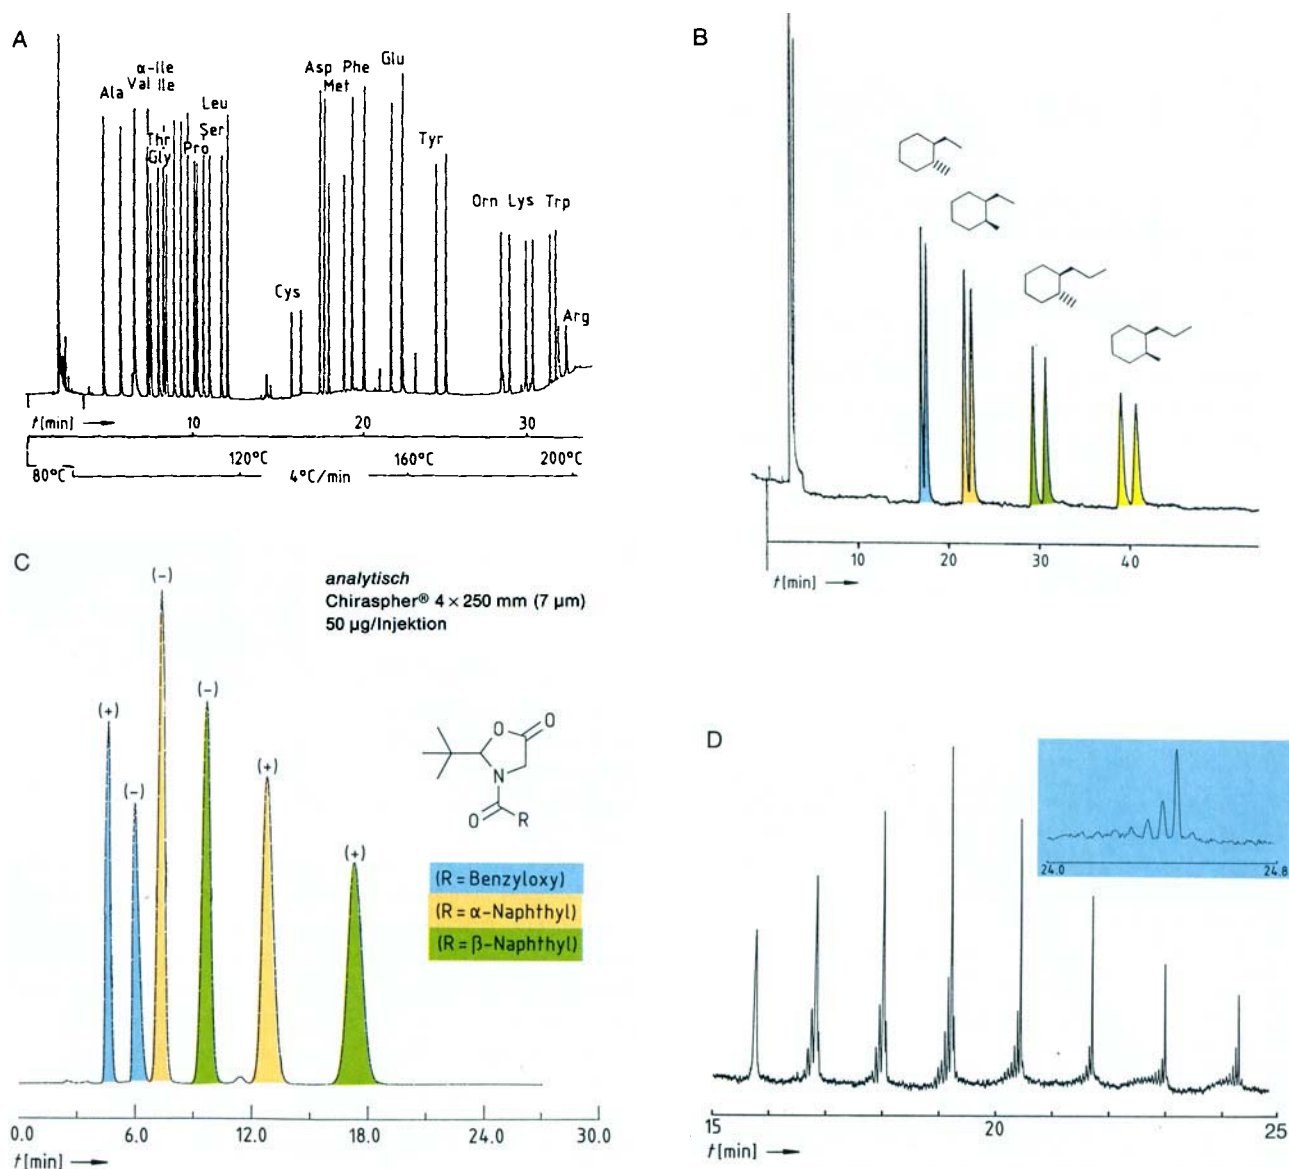 A
α-Ile
Val Ile
Ala
Thr
Gly
Pro
Leu
Ser
Cys
Asp Phe
Met
Glu
Tyr
Orn Lys Trp
Arg
t [min]
10
20
30
80°C
120°C
4°C/min
160°C
200°C
B
10
20
30
40
t [min]
C
(+)
(-)
(-)
(-)
(+)
(+)
analytisch
Chiraspher® 4 × 250 mm (7 µm)
50 µg/Injektion
O
O
N
O
R
(R = Benzyloxy)
(R = α-Naphthyl)
(R = β-Naphthyl)
0.0
6.0
12.0
18.0
24.0
30.0
t [min]
D
24.0
24.8
15
20
25
t [min]